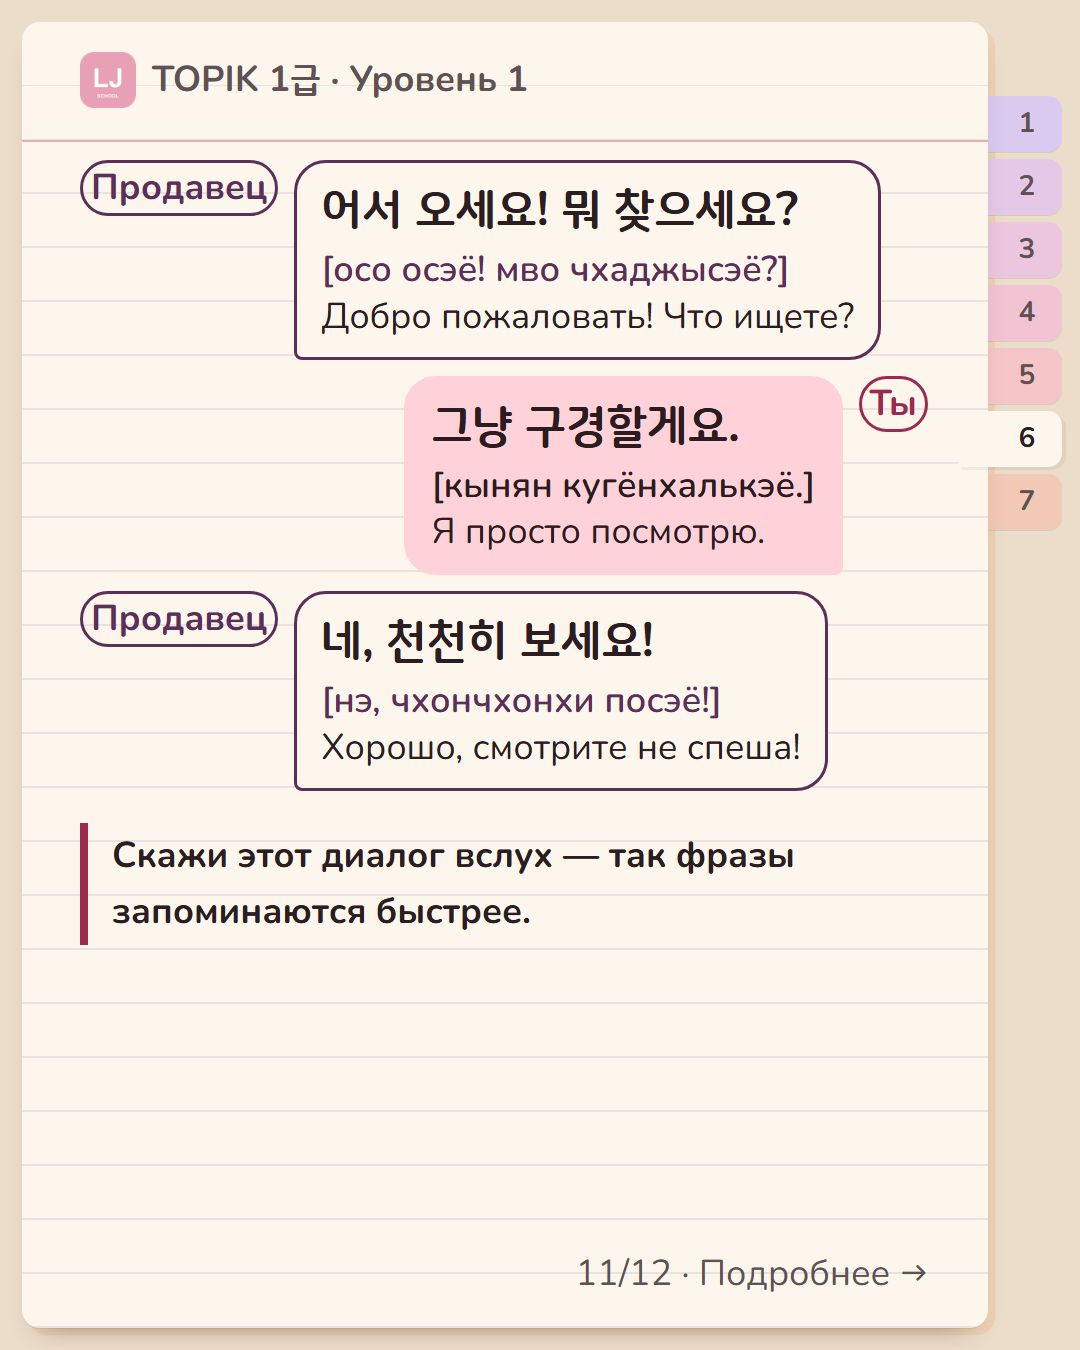 LJ
SCHOOL
TOPIK 1급 · Уровень 1
Продавец
어서 오세요! 뭐 찾으세요?
[осо осэё! мво чхаджысэё?]
Добро пожаловать! Что ищете?
Ты
그냥 구경할게요.
[кынян кугёнхалькэё.]
Я просто посмотрю.
Продавец
네, 천천히 보세요!
[нэ, чхончхонхи посэё!]
Хорошо, смотрите не спеша!
Скажи этот диалог вслух — так фразы
запоминаются быстрее.
11/12 · Подробнее →
1
2
3
4
5
6
7